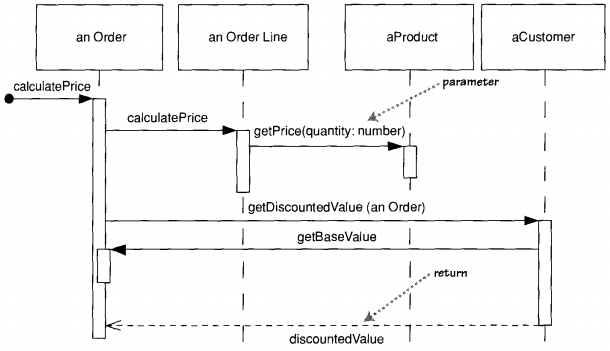 an Order
an Order Line
aProduct
aCustomer
calculatePrice
parameter
calculatePrice
getPrice(quantity: number)
getDiscountedValue (an Order)
getBaseValue
return
discountedValue